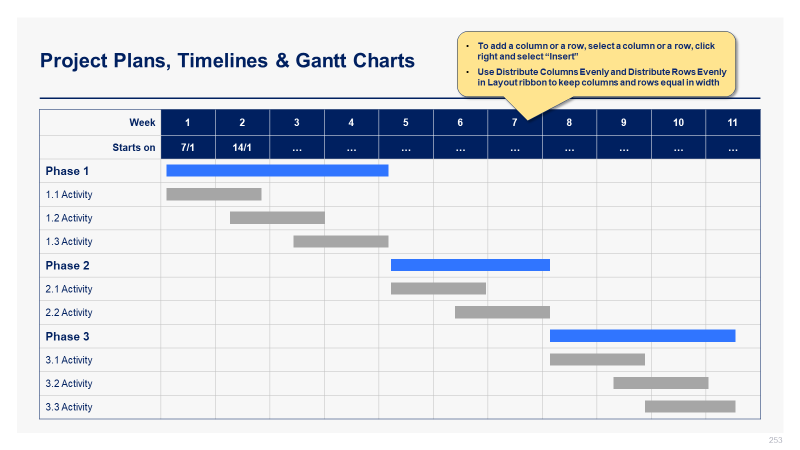 Project Plans, Timelines & Gantt Charts
• To add a column or a row, select a column or a row, click
right and select “Insert”
• Use Distribute Columns Evenly and Distribute Rows Evenly
in Layout ribbon to keep columns and rows equal in width
Week 1 2 3 4 5 6 7 8 9 10 11
Starts on 7/1 14/1 … … … … … … … … …
Phase 1
1.1 Activity
1.2 Activity
1.3 Activity
Phase 2
2.1 Activity
2.2 Activity
Phase 3
3.1 Activity
3.2 Activity
3.3 Activity
253